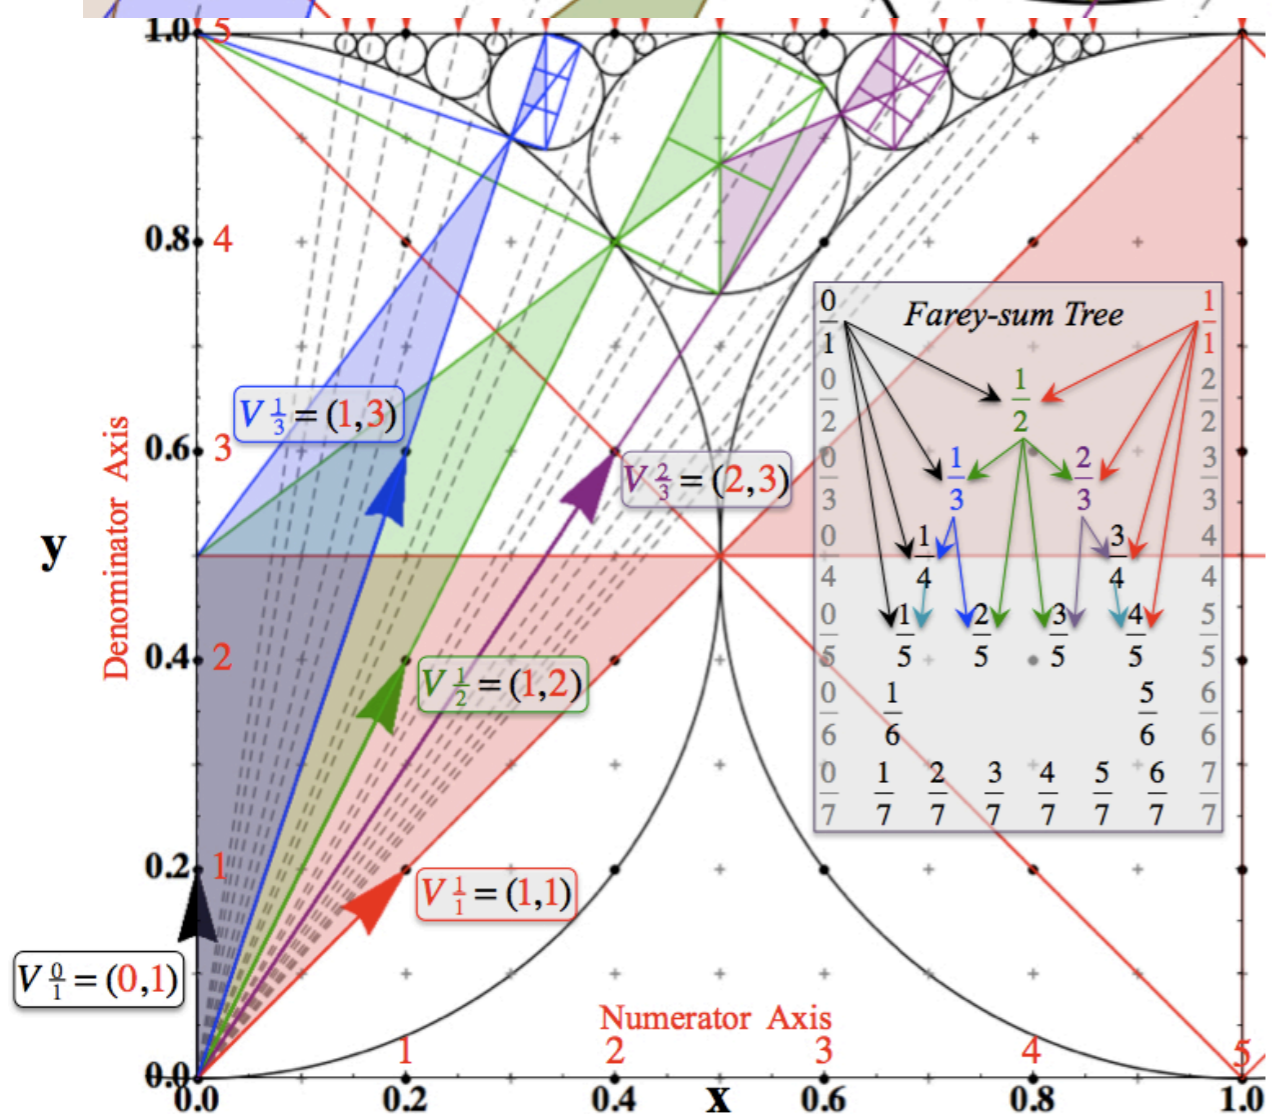 1.0
5
0.8
4
V 1/3 = (1,3)
0.6
3
V 2/3 = (2,3)
y
Denominator Axis
0.4
2
V 1/2 = (1,2)
0.2
1
V 1/1 = (1,1)
V 0/1 = (0,1)
Numerator Axis
0.0
1 2 3 4 5
0.0 0.2 0.4 x 0.6 0.8 1.0
Farey-sum Tree
0/1 1/1
0/2 1/2 2/2
0/3 1/3 2/3 3/3
0/4 1/4 3/4 4/4
0/5 1/5 2/5 3/5 4/5 5/5
0/6 1/6 5/6 6/6
0/7 1/7 2/7 3/7 4/7 5/7 6/7 7/7